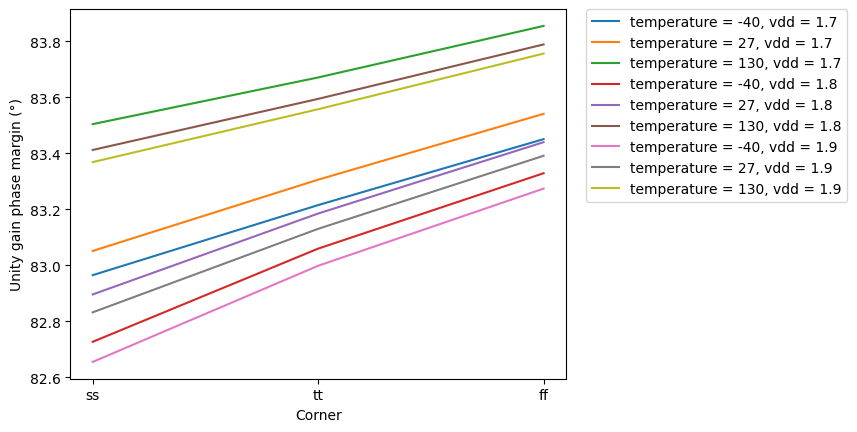 83.8
83.6
83.4
83.2
83.0
82.8
82.6
Unity gain phase margin (°)
ss
tt
ff
Corner
temperature = -40, vdd = 1.7
temperature = 27, vdd = 1.7
temperature = 130, vdd = 1.7
temperature = -40, vdd = 1.8
temperature = 27, vdd = 1.8
temperature = 130, vdd = 1.8
temperature = -40, vdd = 1.9
temperature = 27, vdd = 1.9
temperature = 130, vdd = 1.9